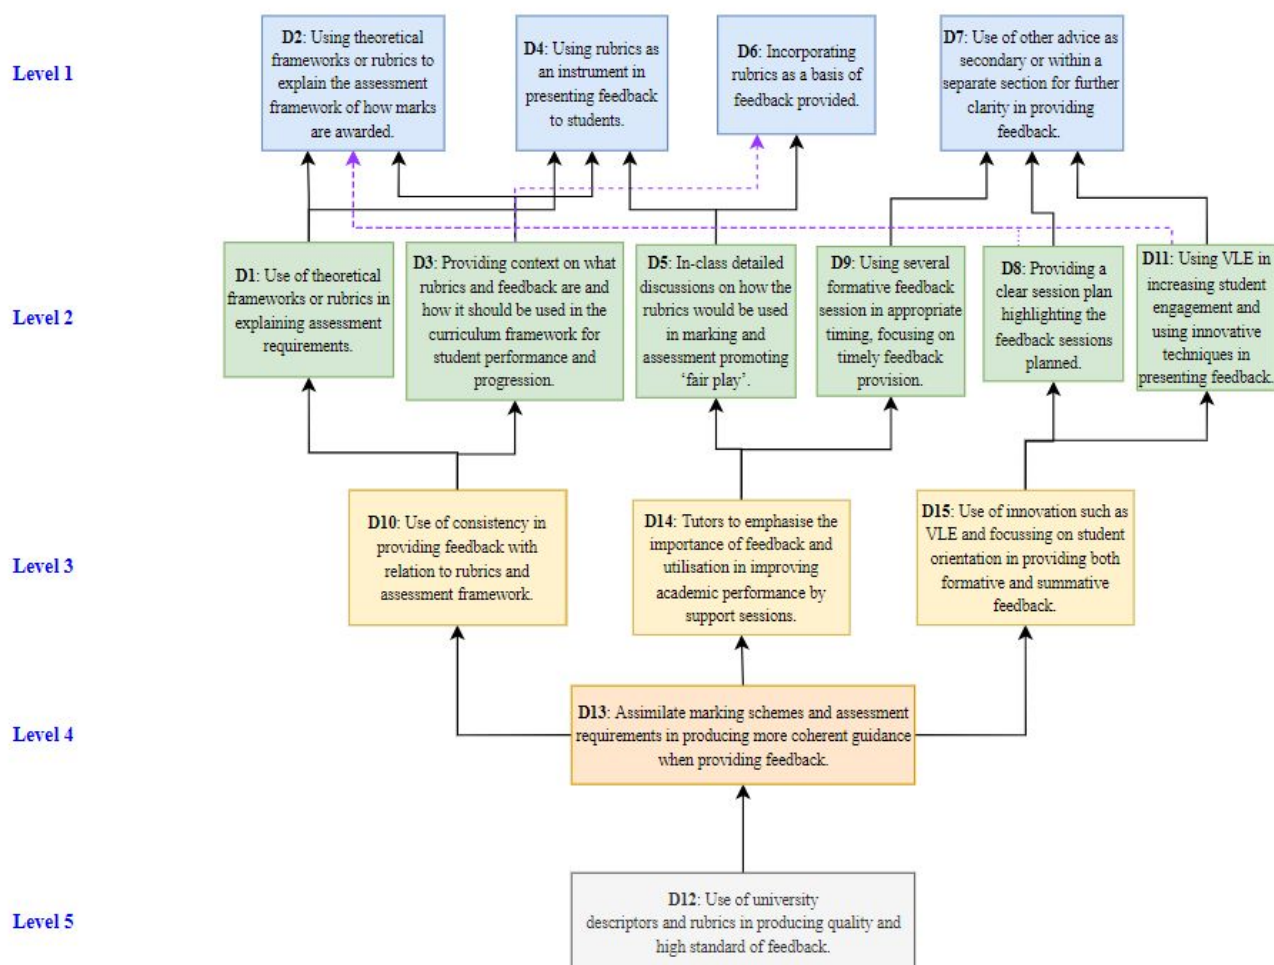 Level 1
D2: Using theoretical
frameworks or rubrics to
explain the assessment
framework of how marks
are awarded.
D4: Using rubrics as
an instrument in
presenting feedback
to students.
D6: Incorporating
rubrics as a basis of
feedback provided.
D7: Use of other advice as
secondary or within a
separate section for further
clarity in providing
feedback.
Level 2
D1: Use of theoretical
frameworks or rubrics in
explaining assessment
requirements.
D3: Providing context on what
rubrics and feedback are and
how it should be used in the
curriculum framework for
student performance and
progression.
D5: In-class detailed
discussions on how the
rubrics would be used in
marking and
assessment promoting
‘fair play’.
D9: Using several
formative feedback
session in appropriate
timing, focusing on
timely feedback
provision.
D8: Providing a
clear session plan
highlighting the
feedback sessions
planned.
D11: Using VLE in
increasing student
engagement and
using innovative
techniques in
presenting feedback.
Level 3
D10: Use of consistency in
providing feedback with
relation to rubrics and
assessment framework.
D14: Tutors to emphasise the
importance of feedback and
utilisation in improving
academic performance by
support sessions.
D15: Use of innovation such as
VLE and focussing on student
orientation in providing both
formative and summative
feedback.
Level 4
D13: Assimilate marking schemes and assessment
requirements in producing more coherent guidance
when providing feedback.
Level 5
D12: Use of university
descriptors and rubrics in producing quality and
high standard of feedback.